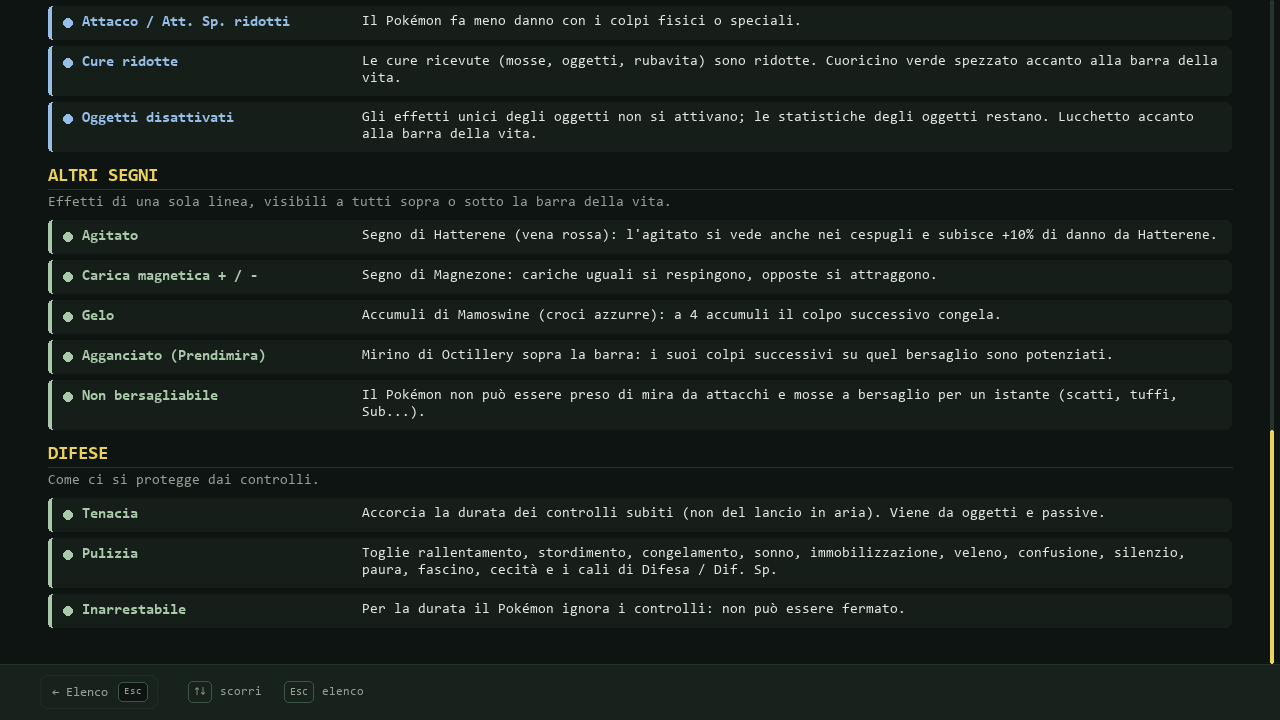 Attacco / Att. Sp. ridotti
Il Pokémon fa meno danno con i colpi fisici o speciali.
Cure ridotte
Le cure ricevute (mosse, oggetti, rubavita) sono ridotte. Cuoricino verde spezzato accanto alla barra della
vita.
Oggetti disattivati
Gli effetti unici degli oggetti non si attivano; le statistiche degli oggetti restano. Lucchetto accanto
alla barra della vita.
ALTRI SEGNI
Effetti di una sola linea, visibili a tutti sopra o sotto la barra della vita.
Agitato
Segno di Hatterene (vena rossa): l'agitato si vede anche nei cespugli e subisce +10% di danno da Hatterene.
Carica magnetica + / -
Segno di Magnezone: cariche uguali si respingono, opposte si attraggono.
Gelo
Accumuli di Mamoswine (croci azzurre): a 4 accumuli il colpo successivo congela.
Agganciato (Prendimira)
Mirino di Octillery sopra la barra: i suoi colpi successivi su quel bersaglio sono potenziati.
Non bersagliabile
Il Pokémon non può essere preso di mira da attacchi e mosse a bersaglio per un istante (scatti, tuffi,
Sub...).
DIFESE
Come ci si protegge dai controlli.
Tenacia
Accorcia la durata dei controlli subiti (non del lancio in aria). Viene da oggetti e passive.
Pulizia
Toglie rallentamento, stordimento, congelamento, sonno, immobilizzazione, veleno, confusione, silenzio,
paura, fascino, cecità e i cali di Difesa / Dif. Sp.
Inarrestabile
Per la durata il Pokémon ignora i controlli: non può essere fermato.
← Elenco Esc ↑↓ scorri Esc elenco